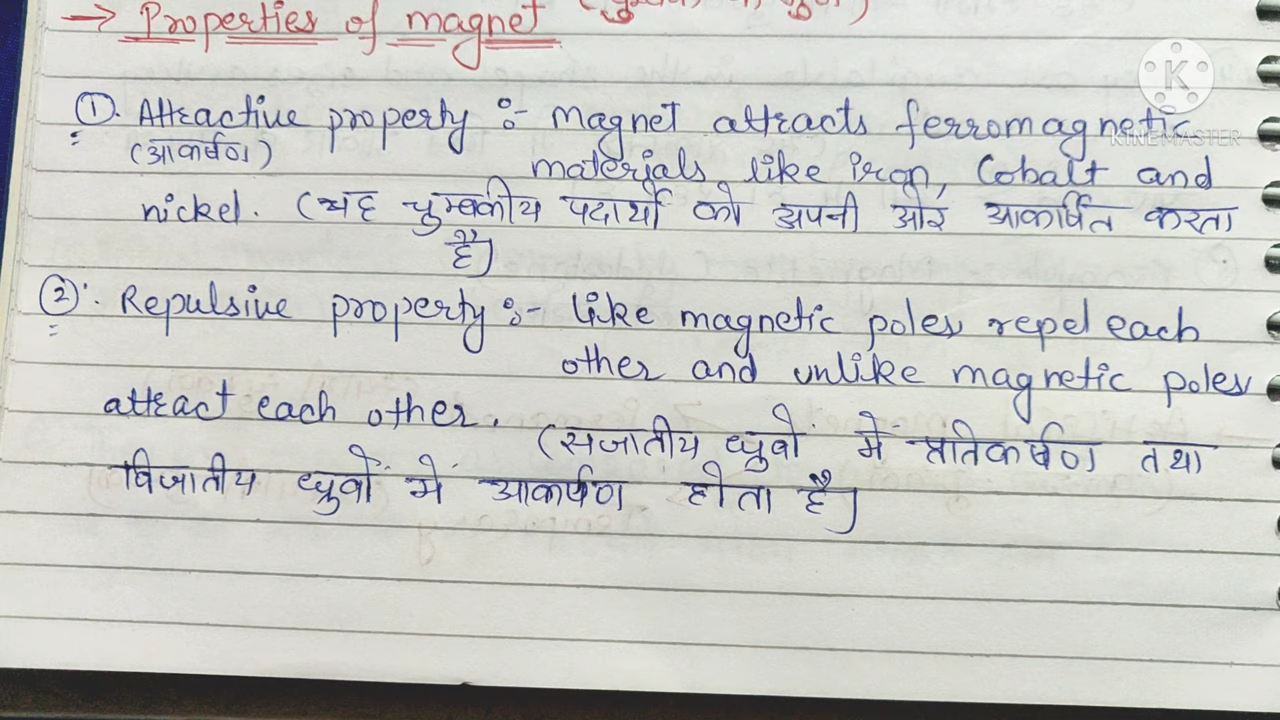 → Properties of magnet
①. Attractive property :- Magnet attracts ferromagnetic
(आकर्षण)
materials like iron, Cobalt and
nickel. (यह चुम्बकीय पदार्थो को अपनी ओर आकर्षित करता
है)
②. Repulsive property :- like magnetic poles repel each
other and unlike magnetic poles
attract each other.
(सजातीय ध्रुवों में प्रतिकर्षण तथा
विजातीय ध्रुवों में आकर्षण होता है)
K
KINEMASTER